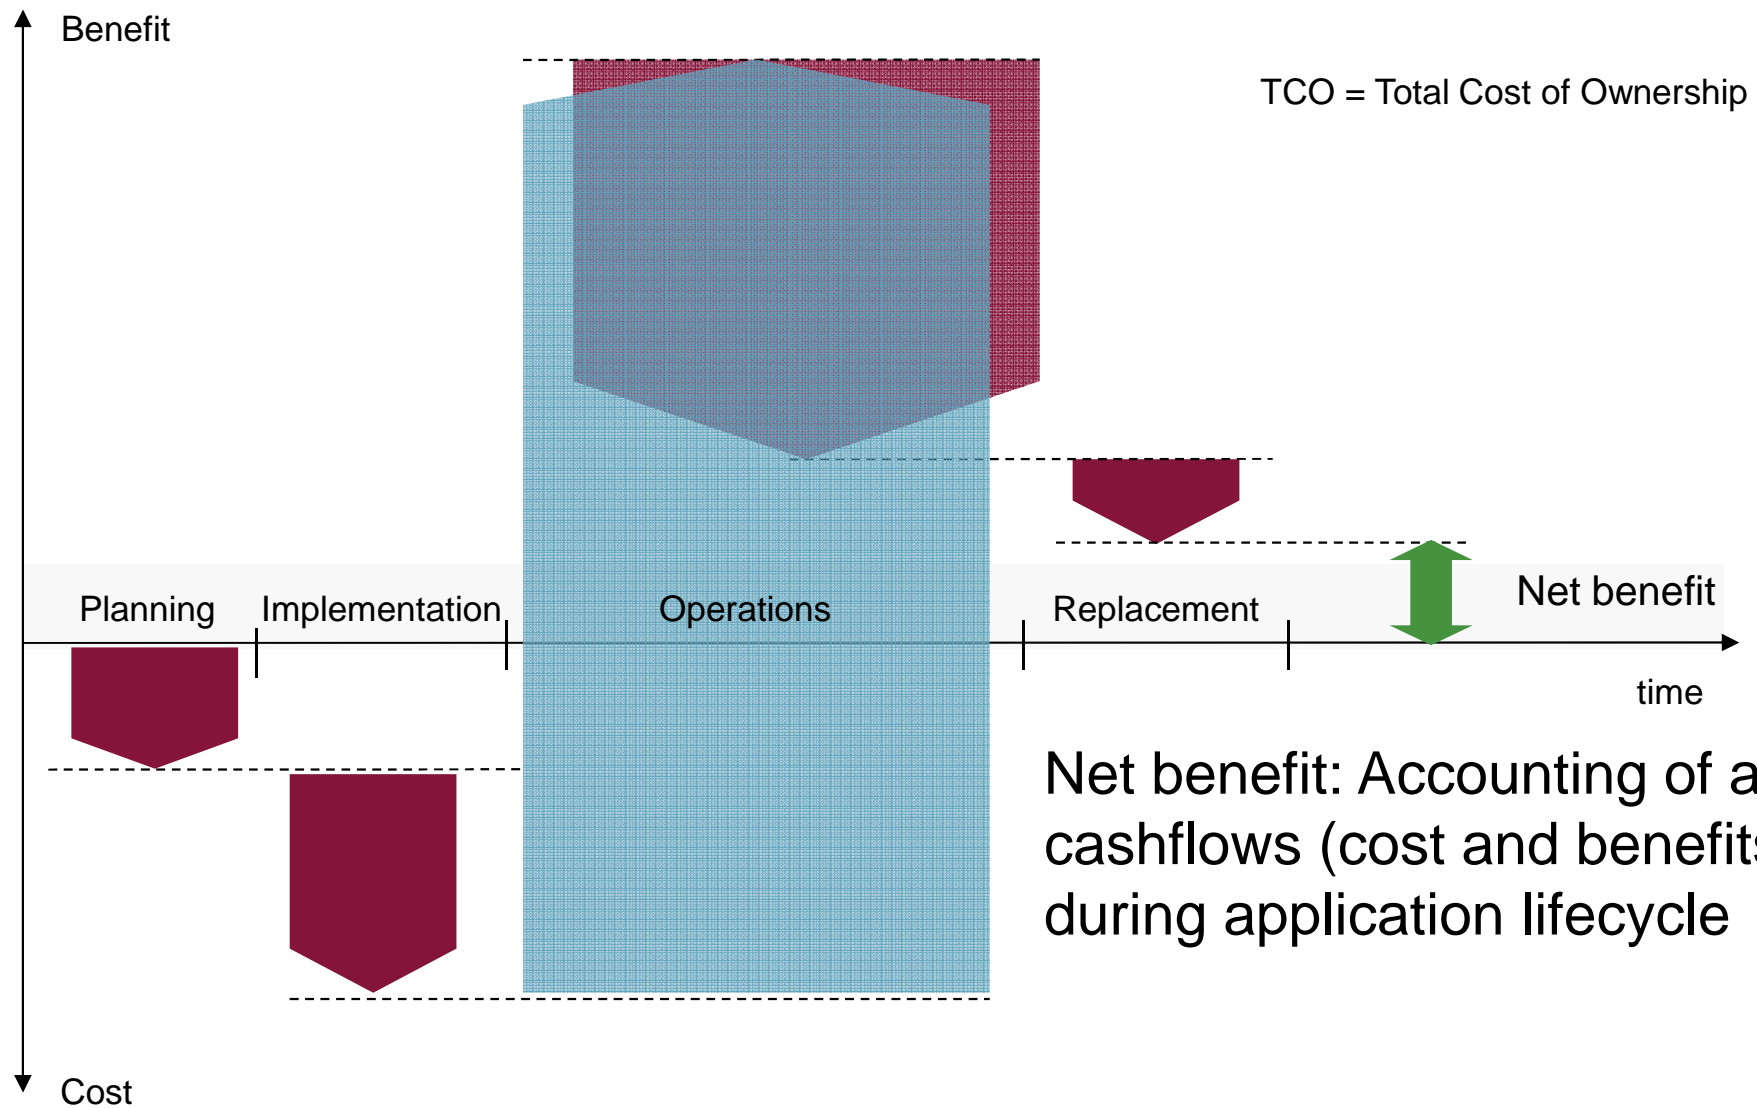 Benefit
TCO = Total Cost of Ownership
Planning
Implementation
Operations
Replacement
Net benefit
time
Net benefit: Accounting of
cashflows (cost and benefits
during application lifecycle
Cost